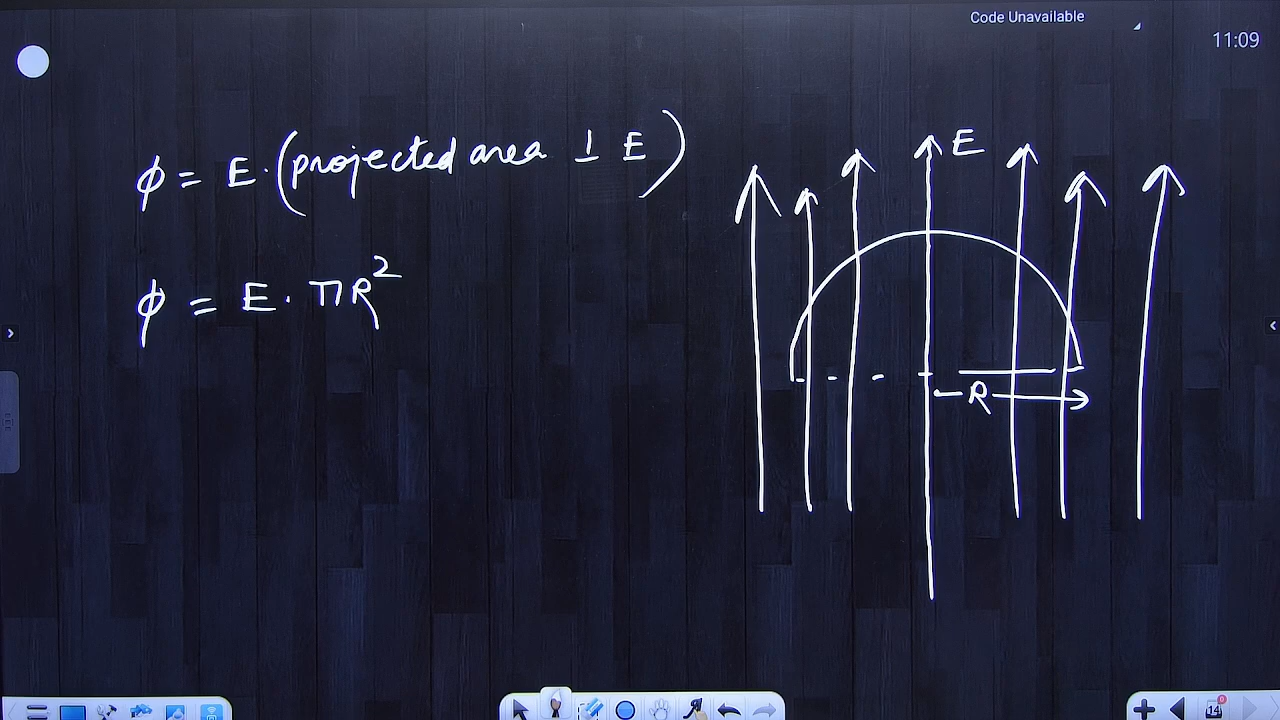 Code Unavailable
11:09
ϕ = E.(projected area ⊥ E)
E
ϕ = E . πR²
R
14